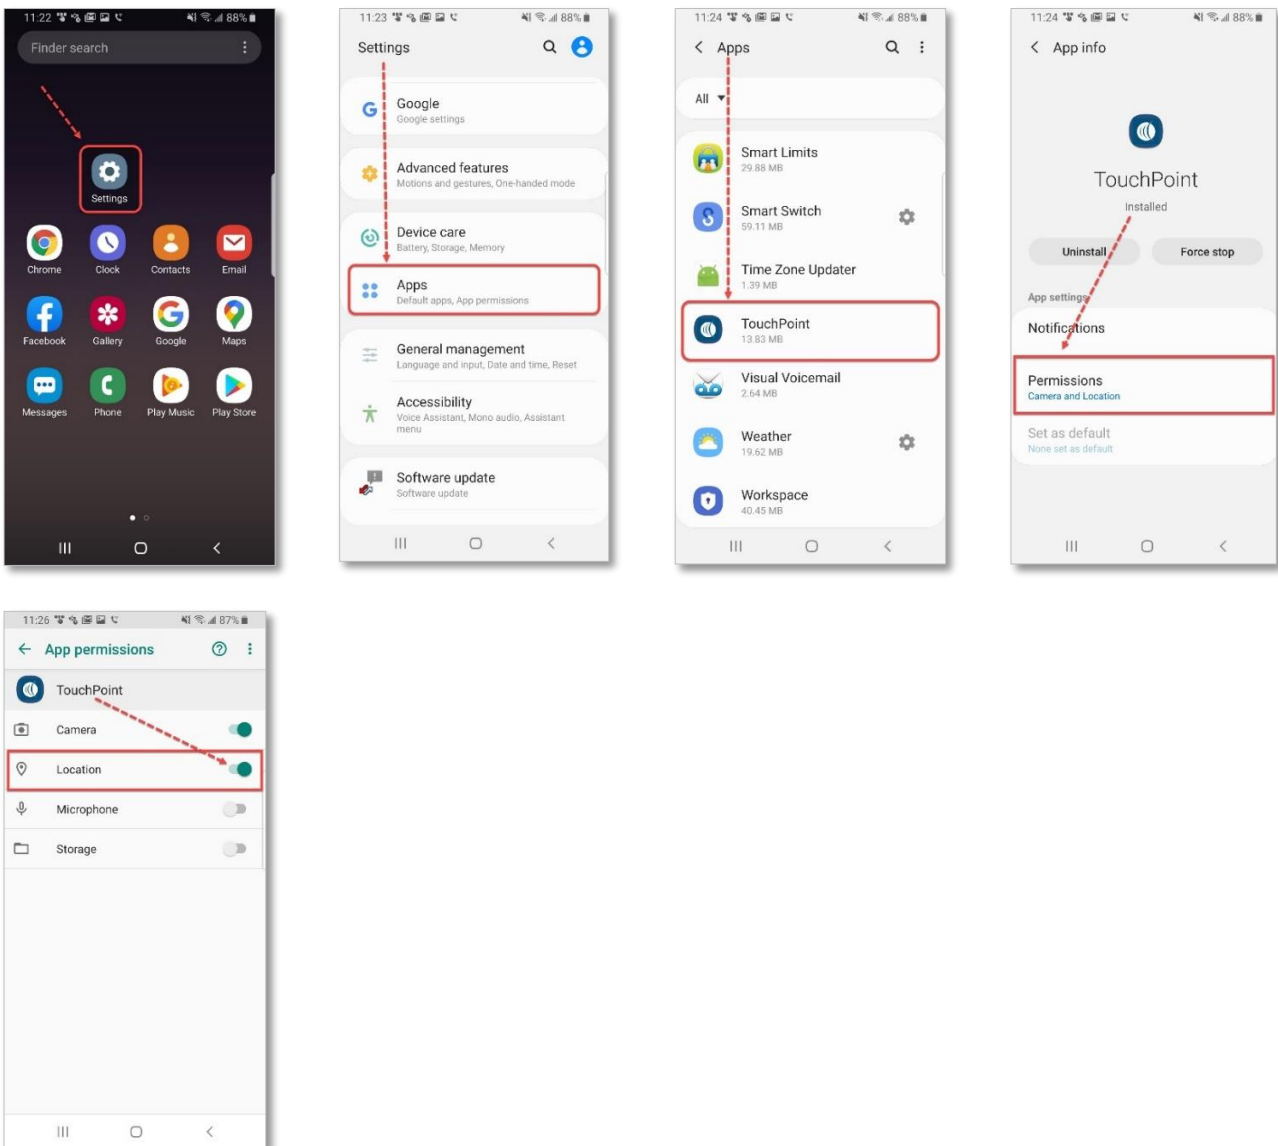 11:22 88%
Finder search
Settings
Chrome Clock Contacts Email
Facebook Gallery Google Maps
Messages Phone Play Music Play Store
11:23 88%
Settings
Google
Google settings
Advanced features
Motions and gestures, One-handed mode
Device care
Battery, Storage, Memory
Apps
Default apps, App permissions
General management
Language and input, Date and time, Reset
Accessibility
Voice Assistant, Mono audio, Assistant
menu
Software update
Software update
11:24 88%
Apps
All
Smart Limits
29.88 MB
Smart Switch
59.11 MB
Time Zone Updater
1.39 MB
TouchPoint
13.83 MB
Visual Voicemail
2.64 MB
Weather
19.62 MB
Workspace
40.45 MB
11:24 88%
App info
TouchPoint
Installed
Uninstall Force stop
App settings
Notifications
Permissions
Camera and Location
Set as default
None set as default
11:26 87%
App permissions
TouchPoint
Camera
Location
Microphone
Storage